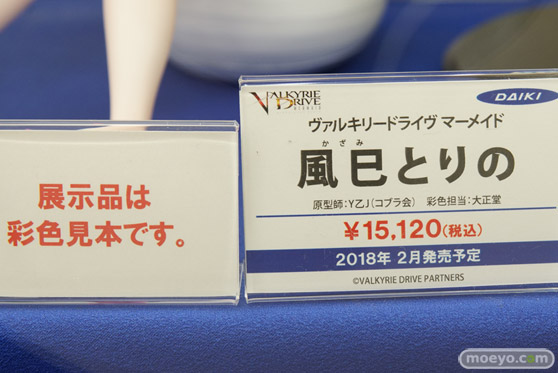 展示品は
彩色見本です。
VALKYRIE DRIVE
MERMAID
DAIKI
ヴァルキリードライヴ マーメイド
かざみ
風巳とりの
原型師:Y乙J(コブラ会) 彩色担当:大正堂
¥15,120(税込)
2018年 2月発売予定
©VALKYRIE DRIVE PARTNERS
moeyo.com